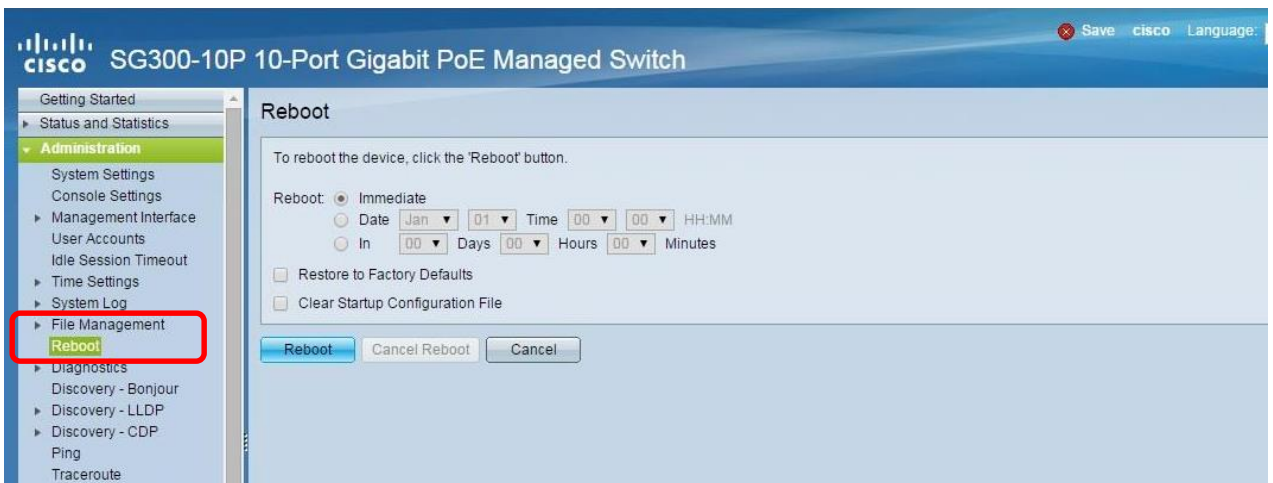 Save cisco Language:
CISCO SG300-10P 10-Port Gigabit PoE Managed Switch
Getting Started
Status and Statistics
Administration
System Settings
Console Settings
Management Interface
User Accounts
Idle Session Timeout
Time Settings
System Log
File Management
Reboot
Diagnostics
Discovery - Bonjour
Discovery - LLDP
Discovery - CDP
Ping
Traceroute
Reboot
To reboot the device, click the 'Reboot' button.
Reboot: Immediate
Date Jan 01 Time 00 00 HH:MM
In 00 Days 00 Hours 00 Minutes
Restore to Factory Defaults
Clear Startup Configuration File
Reboot Cancel Reboot Cancel